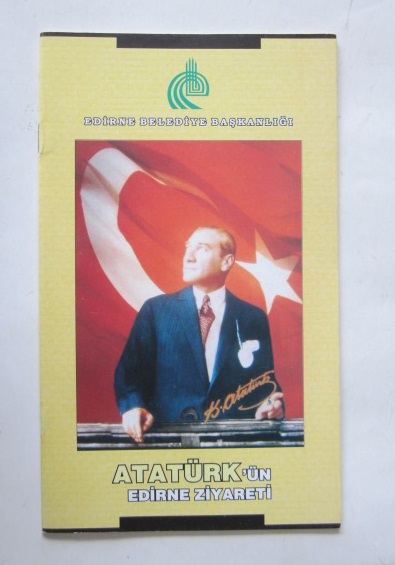 EDİRNE BELEDİYE BAŞKANLIĞI
K. Atatürk
ATATÜRK'ÜN
EDİRNE ZİYARETİ